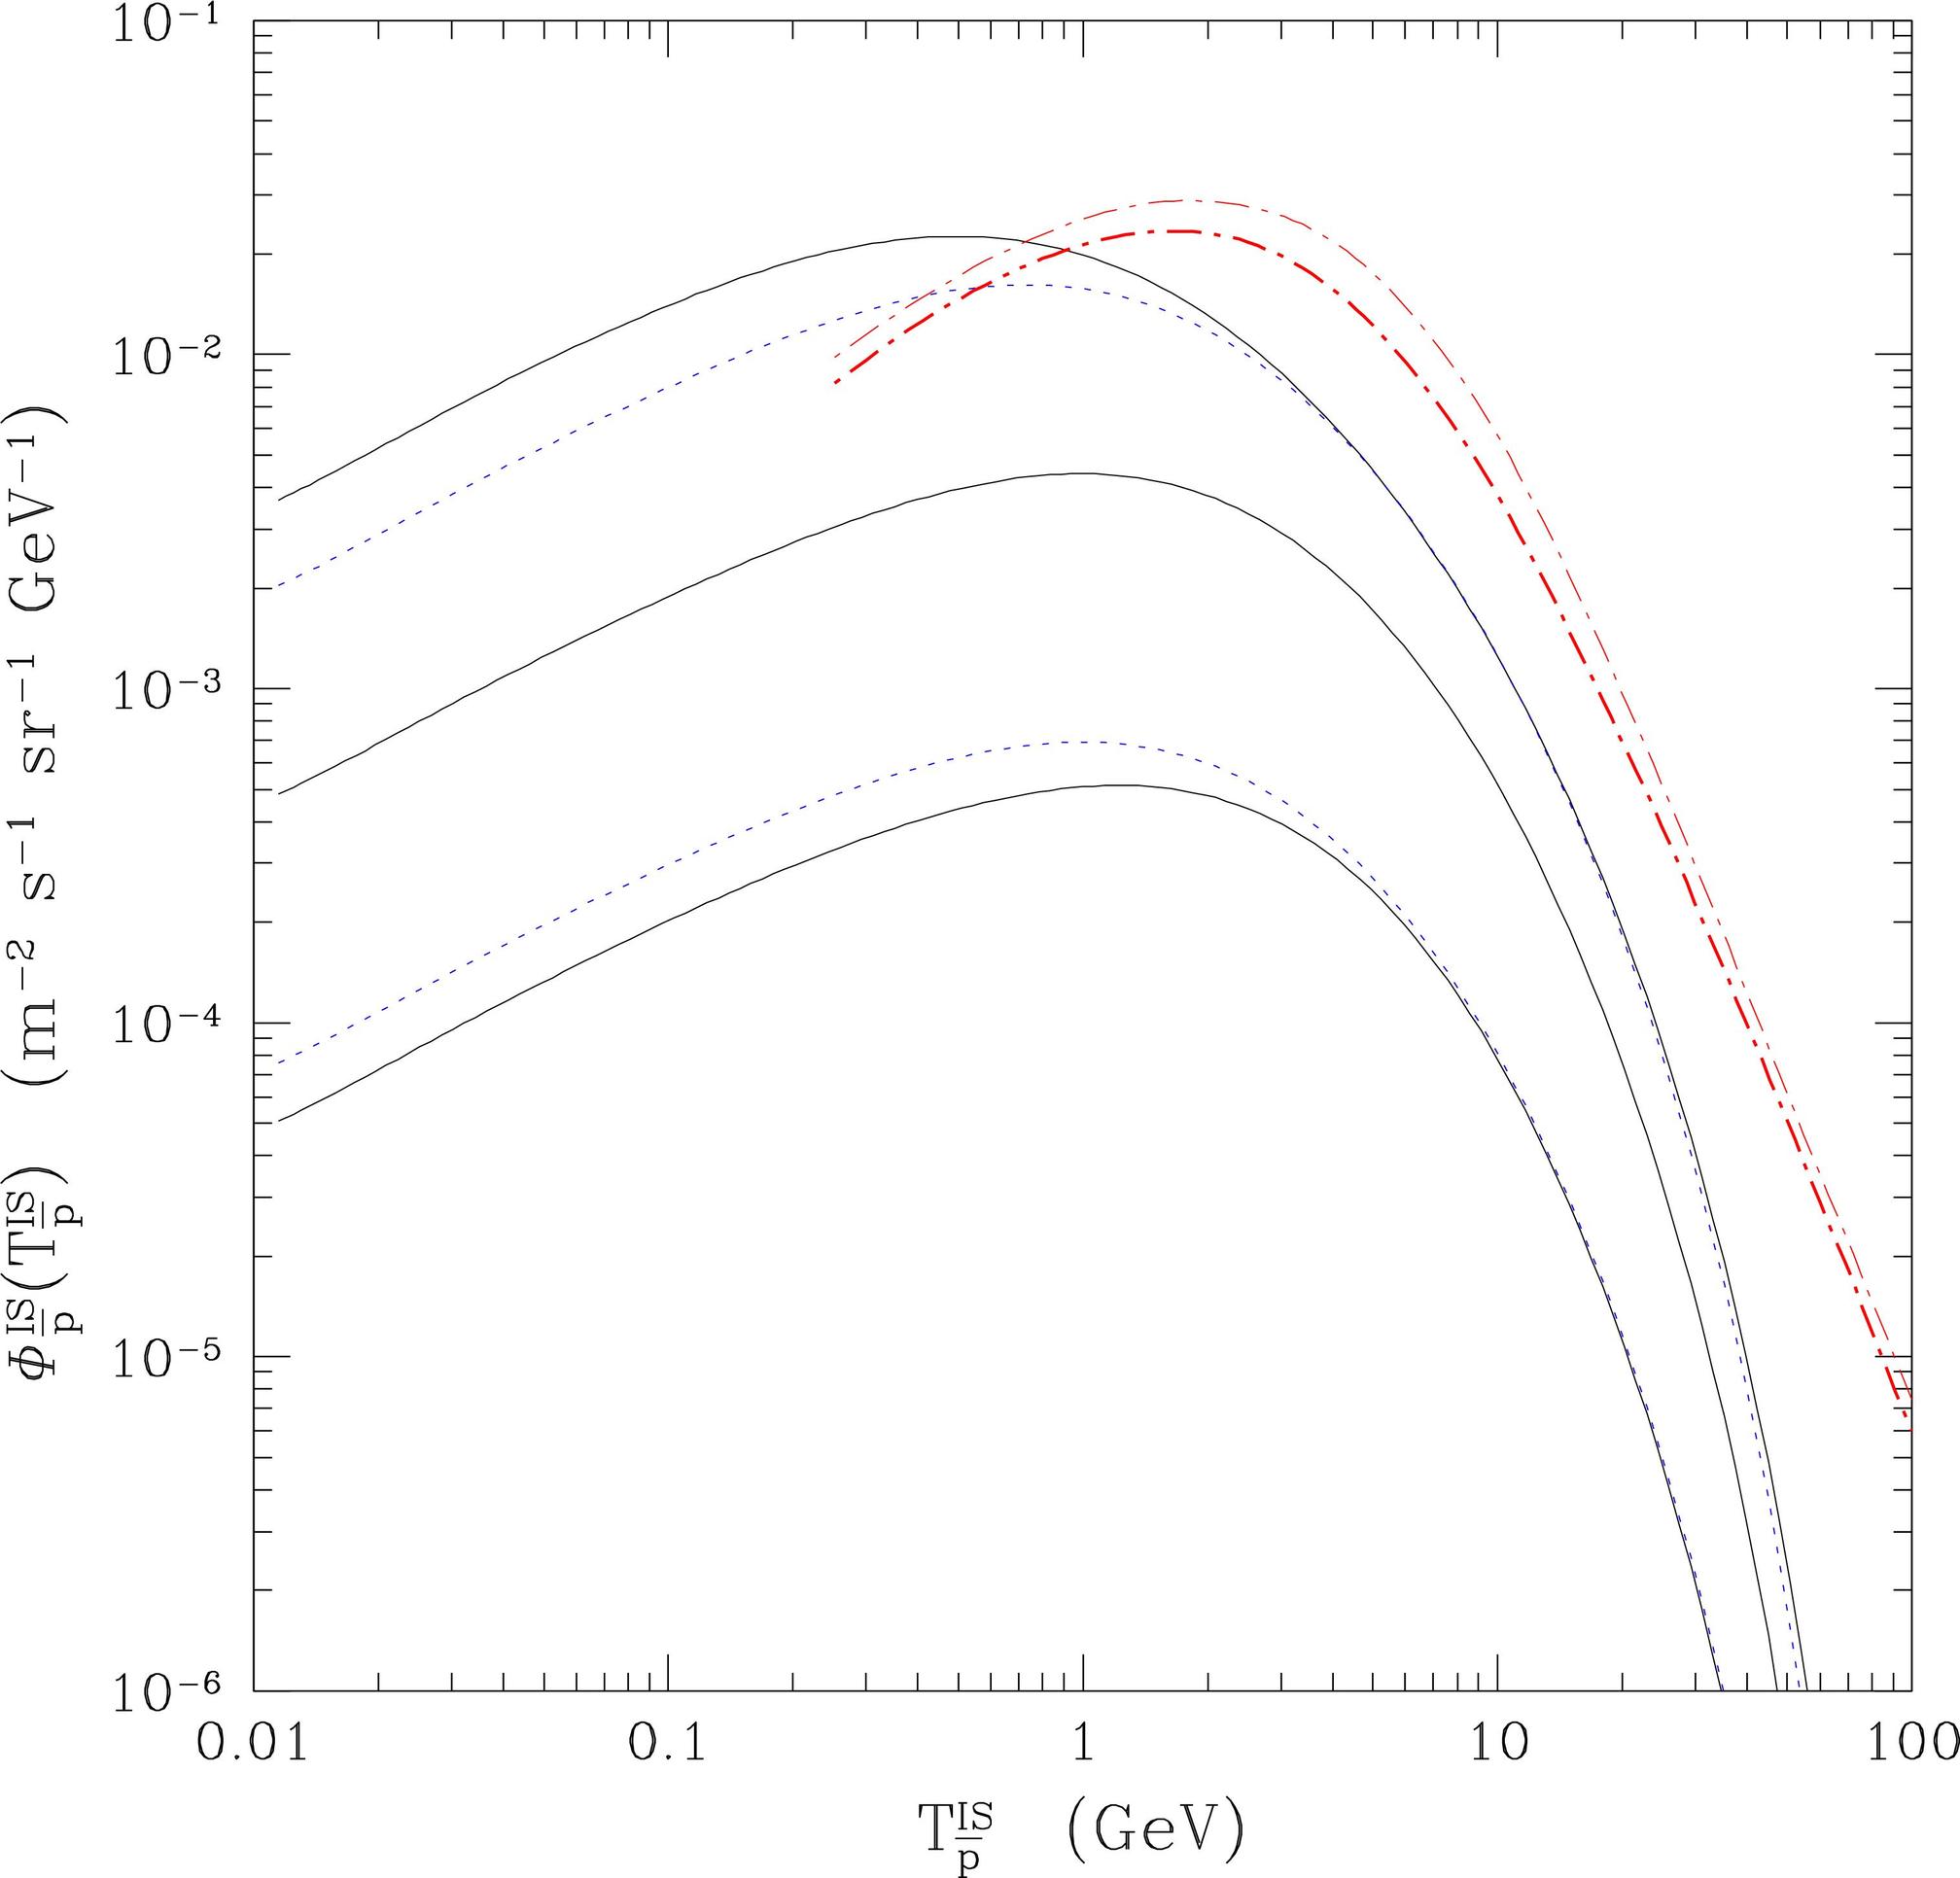 Φ^IS_p̅(T^IS_p̅) (m⁻² s⁻¹ sr⁻¹ GeV⁻¹)
10⁻¹
10⁻²
10⁻³
10⁻⁴
10⁻⁵
10⁻⁶
0.01 0.1 1 10 100
T^IS_p̅ (GeV)